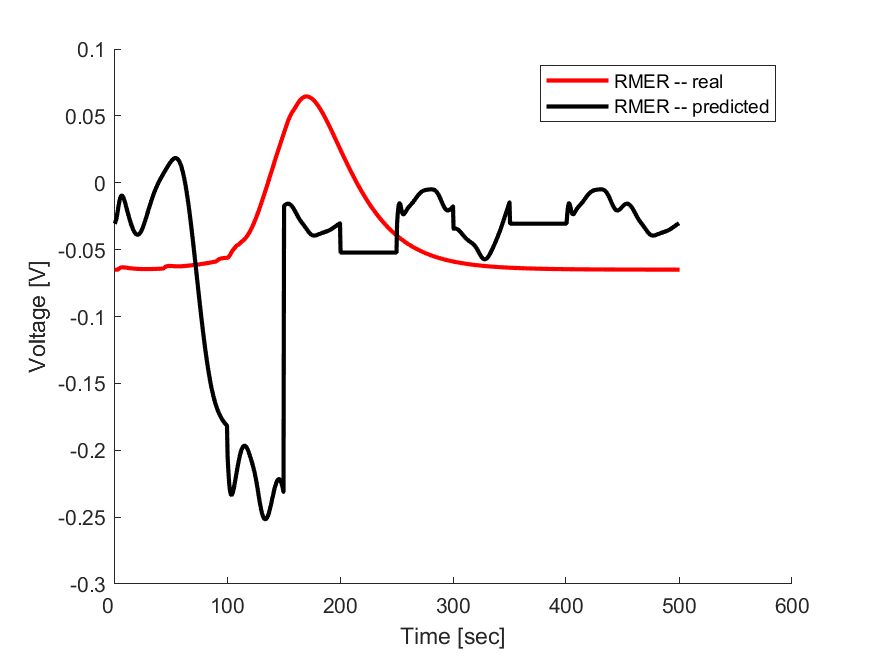 0.1
0.05
0
-0.05
-0.1
-0.15
-0.2
-0.25
-0.3
Voltage [V]
RMER -- real
RMER -- predicted
0 100 200 300 400 500 600
Time [sec]